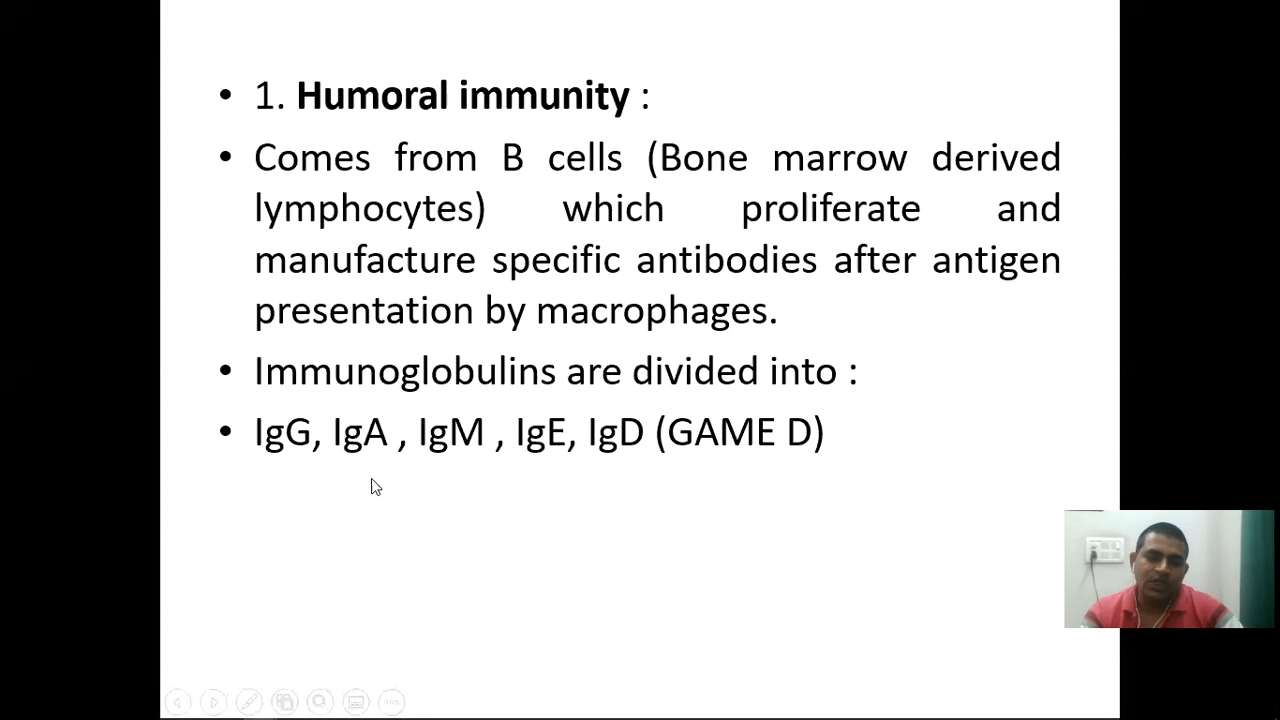 • 1. Humoral immunity :
• Comes from B cells (Bone marrow derived
lymphocytes) which proliferate and
manufacture specific antibodies after antigen
presentation by macrophages.
• Immunoglobulins are divided into :
• IgG, IgA , IgM , IgE, IgD (GAME D)